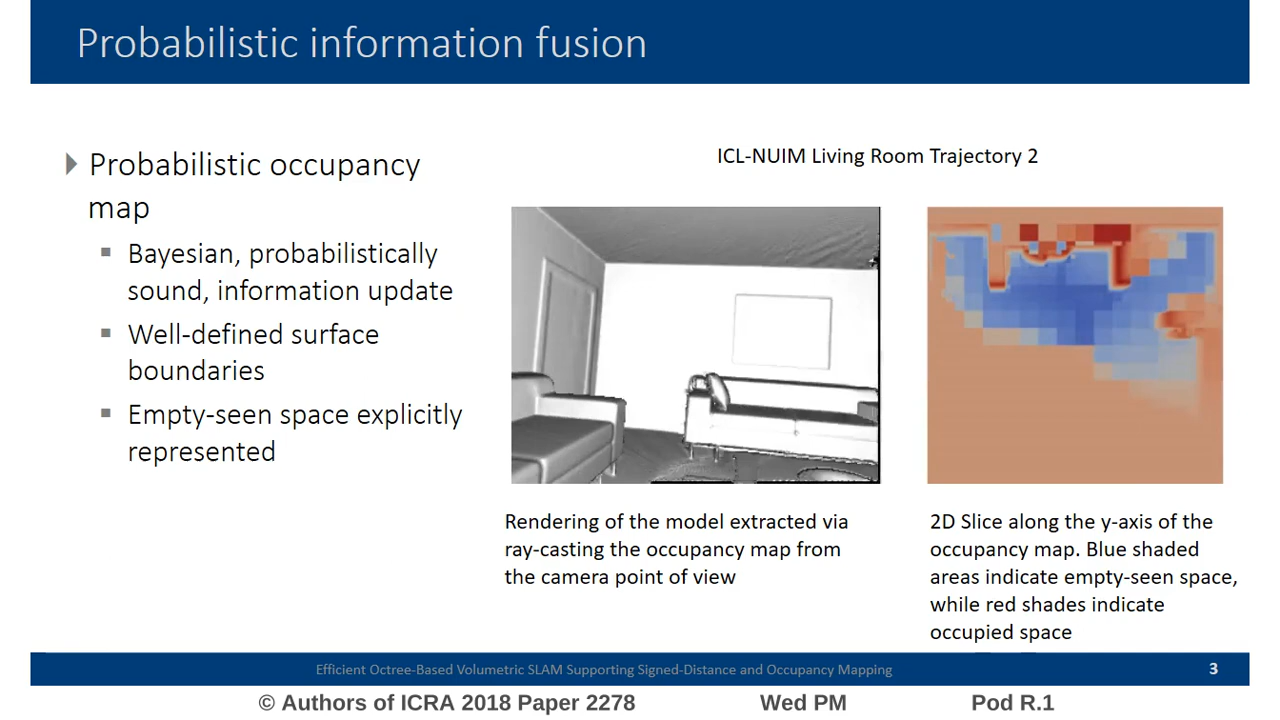 Probabilistic information fusion
Probabilistic occupancy
map
Bayesian, probabilistically
sound, information update
Well-defined surface
boundaries
Empty-seen space explicitly
represented
ICL-NUIM Living Room Trajectory 2
Rendering of the model extracted via
ray-casting the occupancy map from
the camera point of view
2D Slice along the y-axis of the
occupancy map. Blue shaded
areas indicate empty-seen space,
while red shades indicate
occupied space
Efficient Octree-Based Volumetric SLAM Supporting Signed-Distance and Occupancy Mapping
3
© Authors of ICRA 2018 Paper 2278 Wed PM Pod R.1